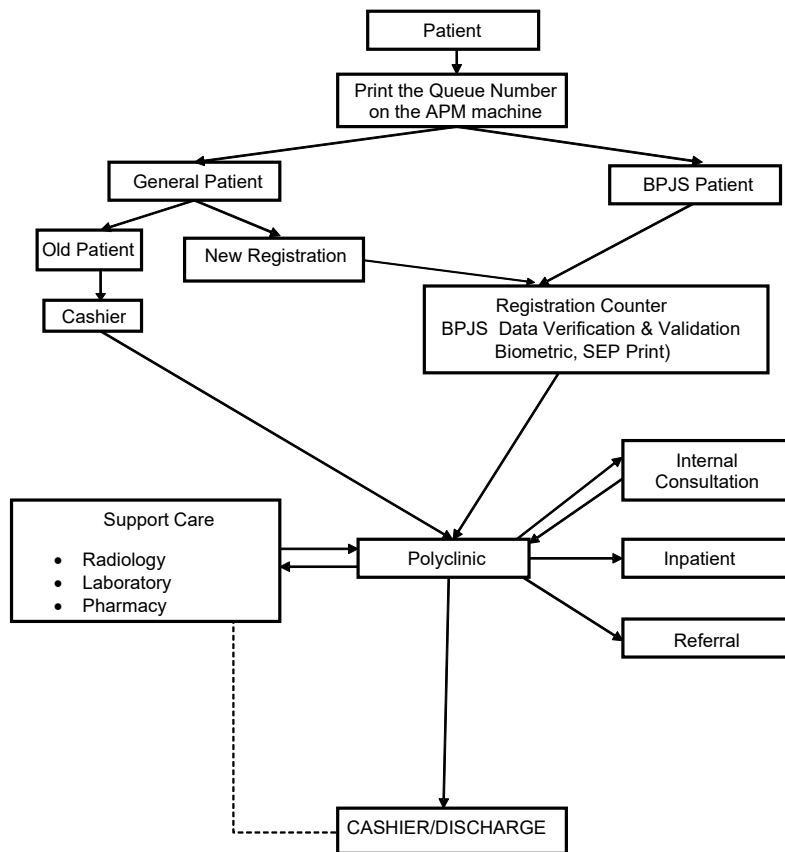 Patient
Print the Queue Number
on the APM machine
General Patient
BPJS Patient
Old Patient
New Registration
Cashier
Registration Counter
BPJS Data Verification & Validation
Biometric, SEP Print)
Internal
Consultation
Support Care
• Radiology
• Laboratory
• Pharmacy
Polyclinic
Inpatient
Referral
CASHIER/DISCHARGE